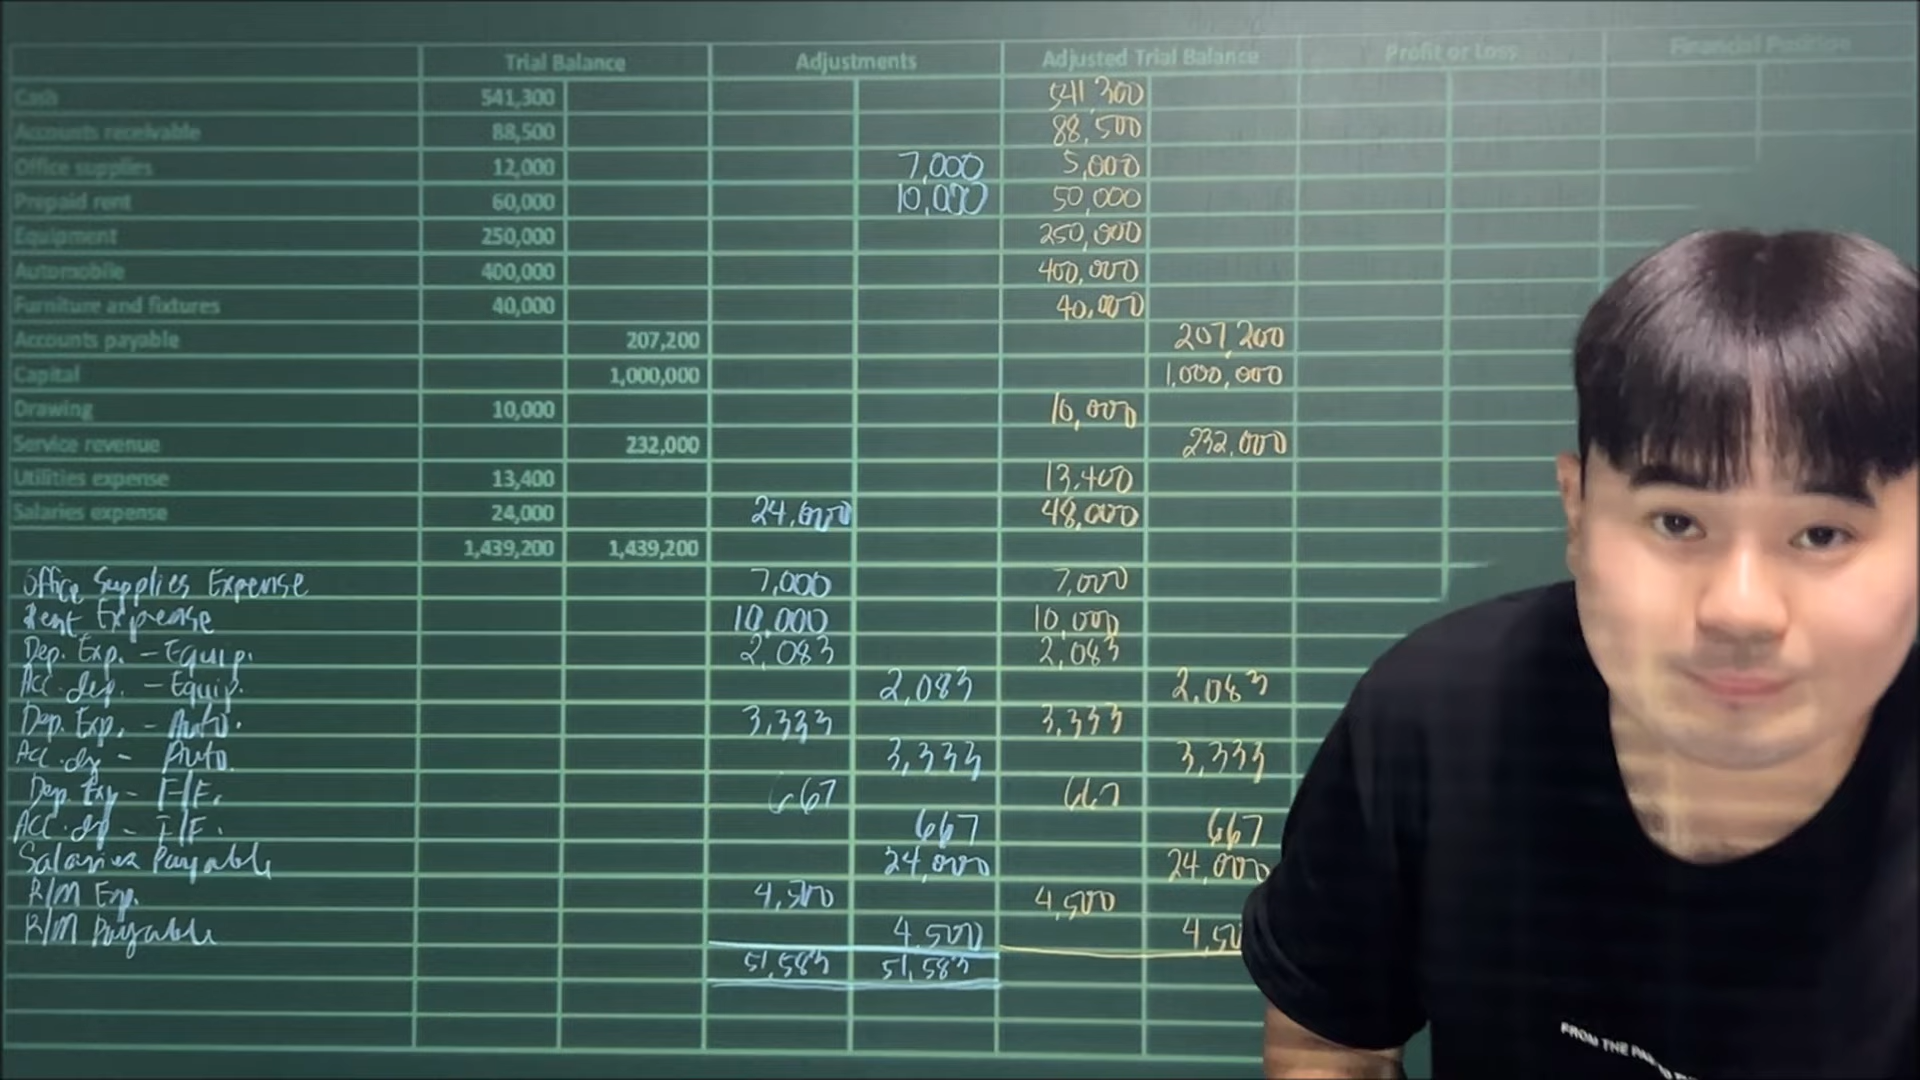 Trial Balance Adjustments Adjusted Trial Balance Profit or Loss Financial Position
Cash 541,300 541,300
Accounts receivable 88,500 88,500
Office supplies 12,000 7,000 5,000
Prepaid rent 60,000 10,000 50,000
Equipment 250,000 250,000
Automobile 400,000 400,000
Furniture and fixtures 40,000 40,000
Accounts payable 207,200 207,200
Capital 1,000,000 1,000,000
Drawing 10,000 10,000
Service revenue 232,000 232,000
Utilities expense 13,400 13,400
Salaries expense 24,000 24,000 48,000
1,439,200 1,439,200
Office Supplies Expense 7,000 7,000
Rent Expense 10,000 10,000
Dep. Exp. - Equip. 2,083 2,083
Acc. dep. - Equip. 2,083 2,083
Dep. Exp. - Auto. 3,333 3,333
Acc. dep - Auto. 3,333 3,333
Dep. Exp - F/F. 667 667
Acc. dep - F/F. 667 667
Salaries Payable 24,000 24,000
R/M Exp. 4,500 4,500
R/M Payable 4,500 4,50
51,583 51,583
FROM THE